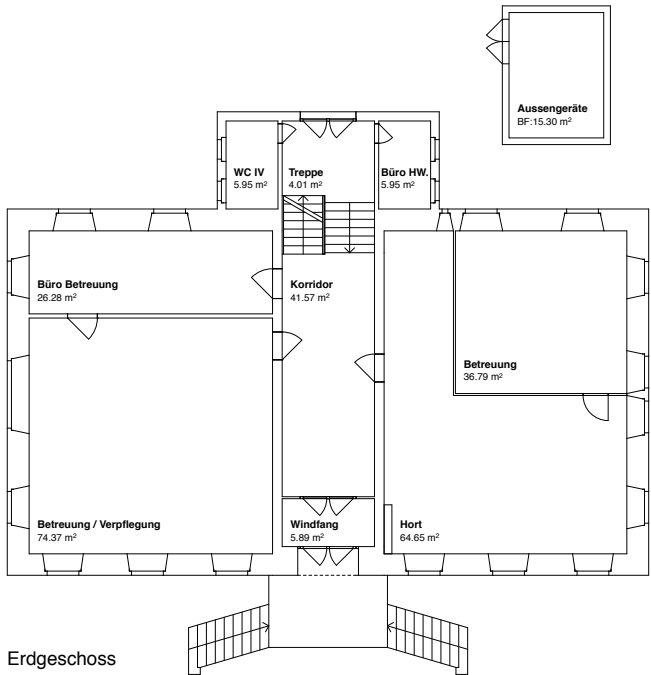 Aussengeräte
BF:15.30 m²
WC IV
5.95 m²
Treppe
4.01 m²
Büro HW.
5.95 m²
Büro Betreuung
26.28 m²
Korridor
41.57 m²
Betreuung
36.79 m²
Betreuung / Verpflegung
74.37 m²
Windfang
5.89 m²
Hort
64.65 m²
Erdgeschoss